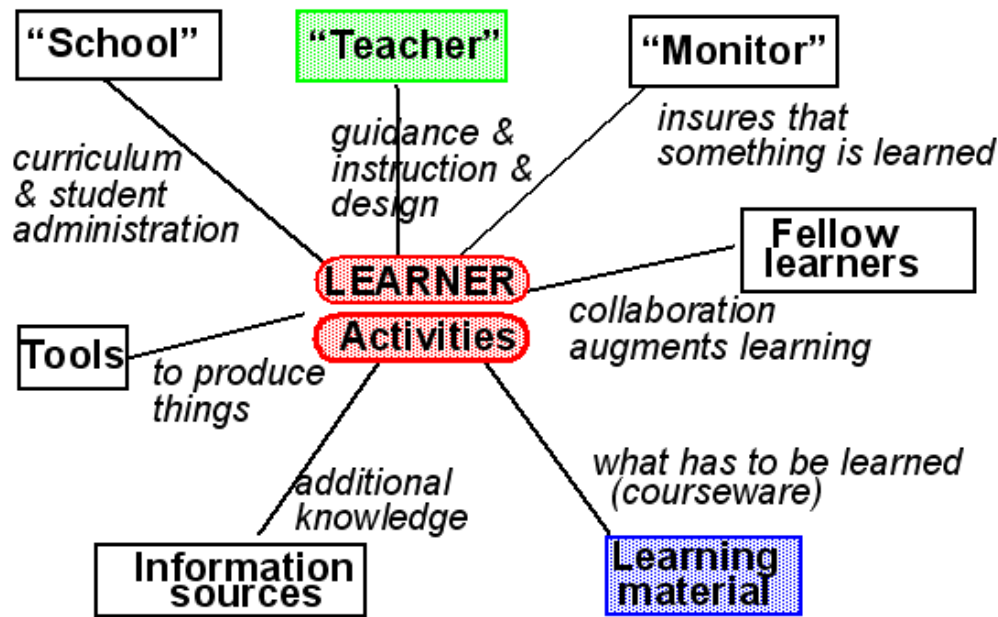 “School”
“Teacher”
“Monitor”
curriculum
& student
administration
guidance &
instruction &
design
insures that
something is learned
Fellow
learners
collaboration
augments learning
LEARNER
Activities
Tools
to produce
things
additional
knowledge
Information
sources
what has to be learned
(courseware)
Learning
material